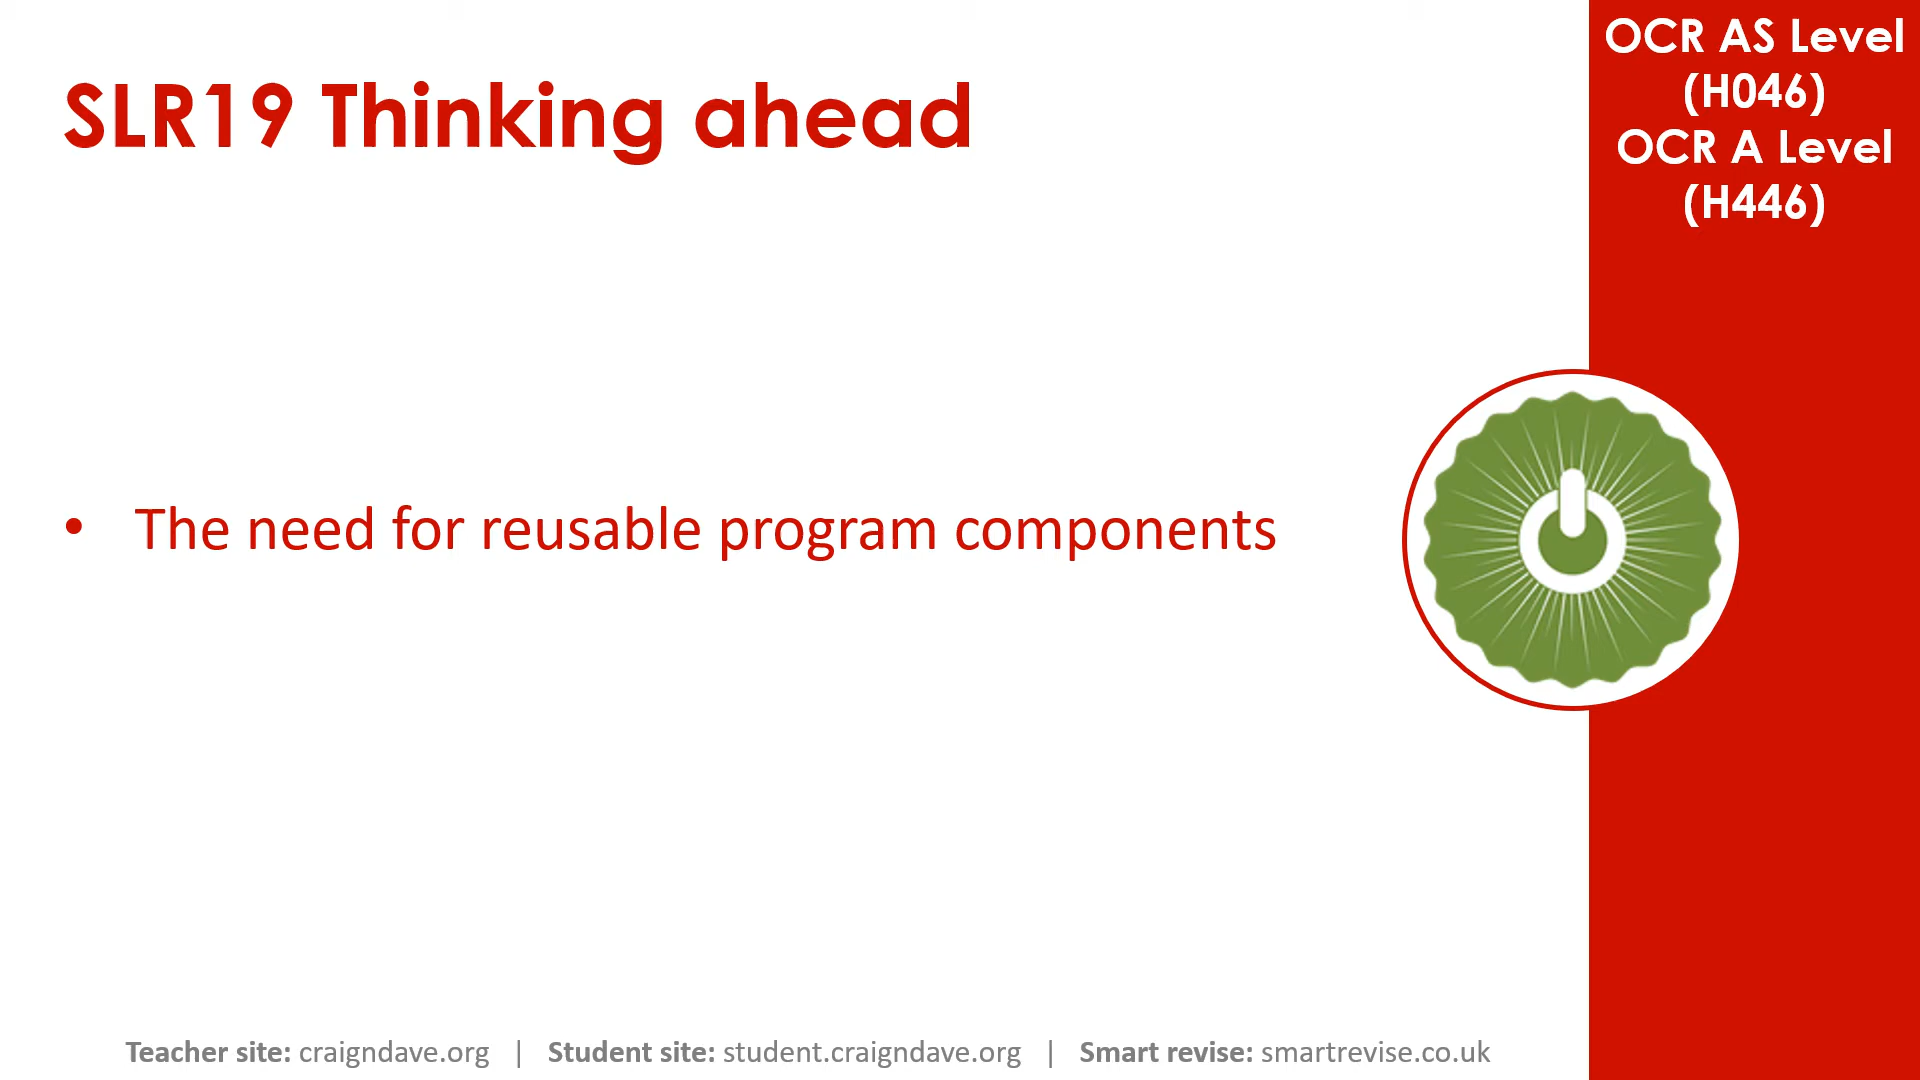 SLR19 Thinking ahead
OCR AS Level
(H046)
OCR A Level
(H446)
• The need for reusable program components
Teacher site: craigndave.org | Student site: student.craigndave.org | Smart revise: smartrevise.co.uk